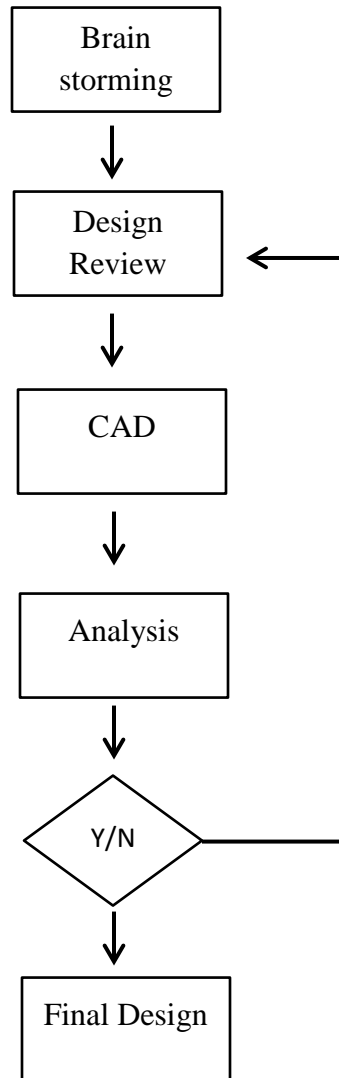 Brain
storming
Design
Review
CAD
Analysis
Y/N
Final Design